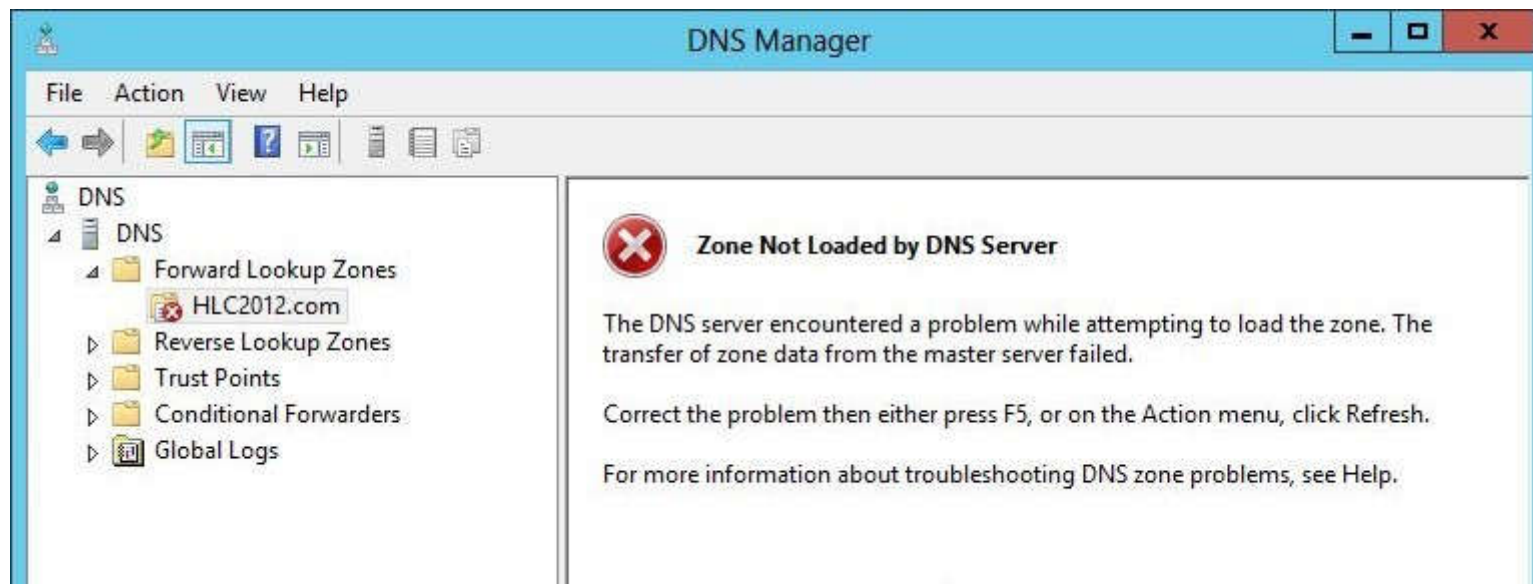 DNS Manager
File Action View Help
DNS
DNS
Forward Lookup Zones
HLC2012.com
Reverse Lookup Zones
Trust Points
Conditional Forwarders
Global Logs
Zone Not Loaded by DNS Server
The DNS server encountered a problem while attempting to load the zone. The
transfer of zone data from the master server failed.
Correct the problem then either press F5, or on the Action menu, click Refresh.
For more information about troubleshooting DNS zone problems, see Help.